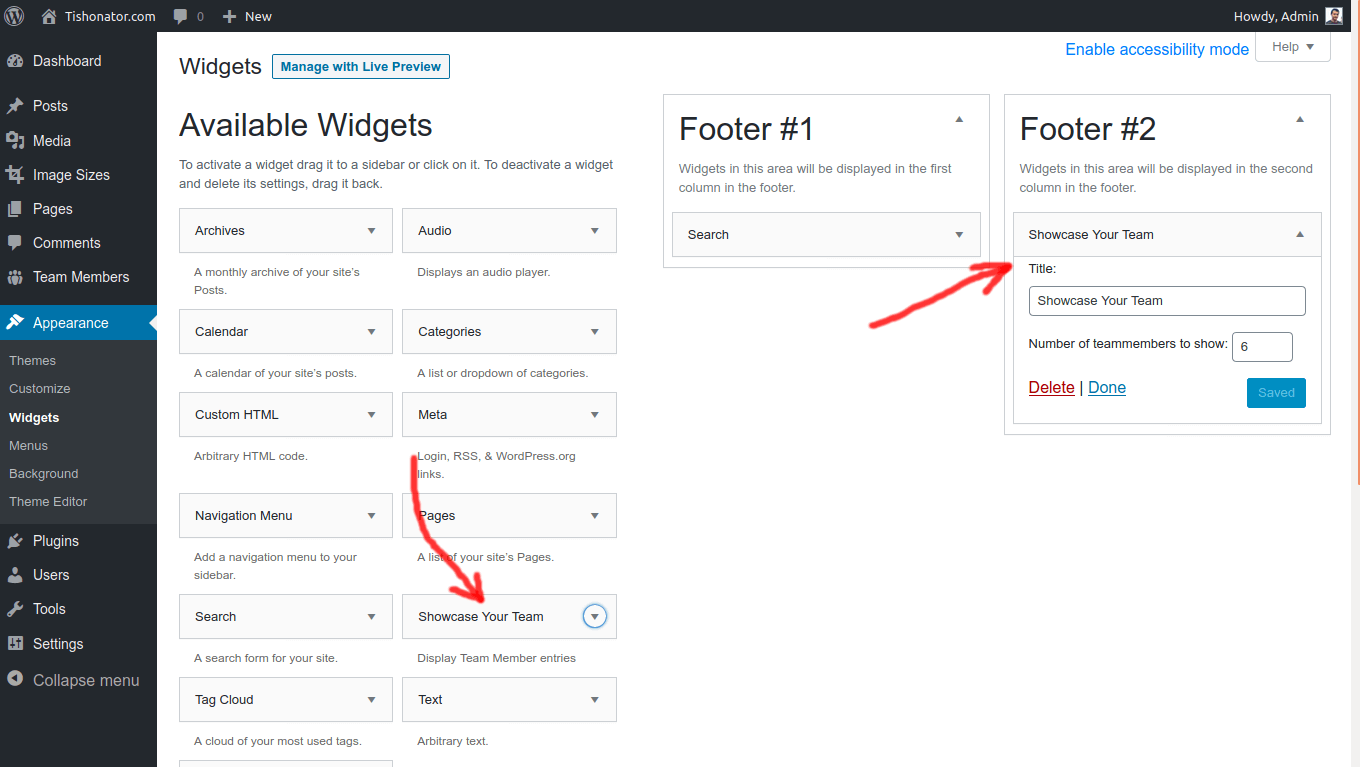 Tishonator.com 0 New Howdy, Admin
Dashboard
Posts
Media
Image Sizes
Pages
Comments
Team Members
Appearance
Themes
Customize
Widgets
Menus
Background
Theme Editor
Plugins
Users
Tools
Settings
Collapse menu
Enable accessibility mode Help
Widgets Manage with Live Preview
Available Widgets
To activate a widget drag it to a sidebar or click on it. To deactivate a widget
and delete its settings, drag it back.
Archives
A monthly archive of your site's
Posts.
Audio
Displays an audio player.
Calendar
A calendar of your site's posts.
Categories
A list or dropdown of categories.
Custom HTML
Arbitrary HTML code.
Meta
Login, RSS, & WordPress.org
links.
Navigation Menu
Add a navigation menu to your
sidebar.
Pages
A list of your site's Pages.
Search
A search form for your site.
Showcase Your Team
Display Team Member entries
Tag Cloud
A cloud of your most used tags.
Text
Arbitrary text.
Footer #1
Widgets in this area will be displayed in the first
column in the footer.
Search
Footer #2
Widgets in this area will be displayed in the second
column in the footer.
Showcase Your Team
Title:
Showcase Your Team
Number of teammembers to show: 6
Delete | Done Saved